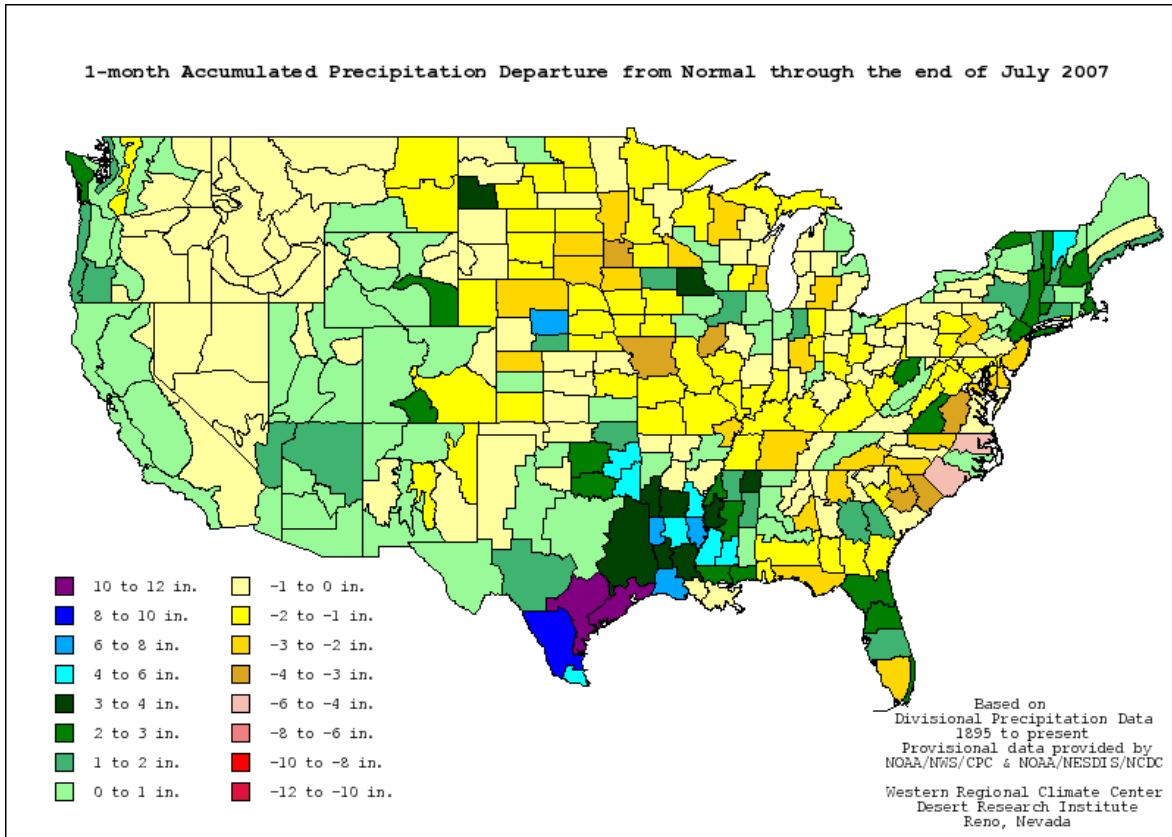 1-month Accumulated Precipitation Departure from Normal through the end of July 2007
10 to 12 in.
8 to 10 in.
6 to 8 in.
4 to 6 in.
3 to 4 in.
2 to 3 in.
1 to 2 in.
0 to 1 in.
-1 to 0 in.
-2 to -1 in.
-3 to -2 in.
-4 to -3 in.
-6 to -4 in.
-8 to -6 in.
-10 to -8 in.
-12 to -10 in.
Based on
Divisional Precipitation Data
1895 to present
Provisional data provided by
NOAA/NWS/CPC & NOAA/NESDIS/NCDC
Western Regional Climate Center
Desert Research Institute
Reno, Nevada